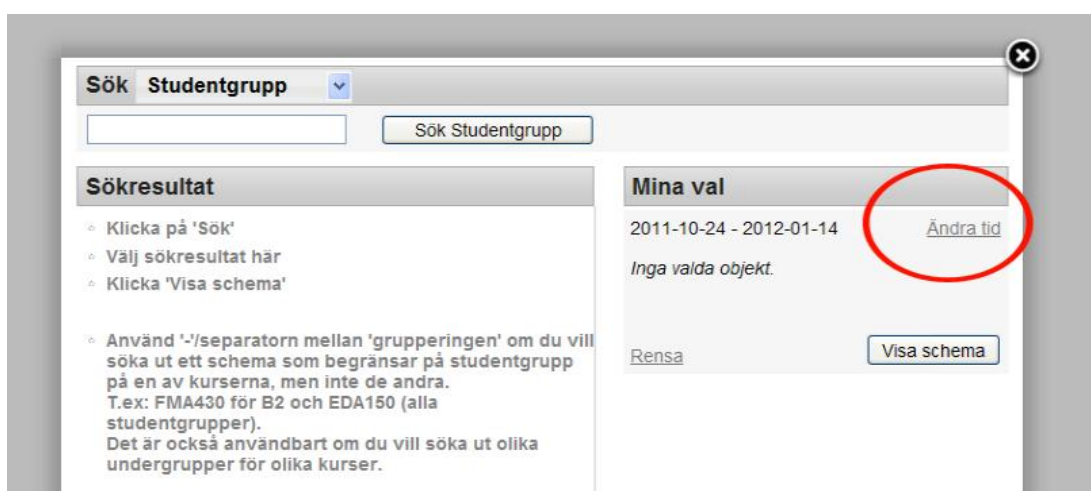 Sök Studentgrupp
Sök Studentgrupp
Sökresultat
Klicka på 'Sök'
Välj sökresultat här
Klicka 'Visa schema'
Använd '-'/separatorn mellan 'grupperingen' om du vill
söka ut ett schema som begränsar på studentgrupp
på en av kurserna, men inte de andra.
T.ex: FMA430 för B2 och EDA150 (alla
studentgrupper).
Det är också användbart om du vill söka ut olika
undergrupper för olika kurser.
Mina val
2011-10-24 - 2012-01-14 Ändra tid
Inga valda objekt.
Rensa Visa schema